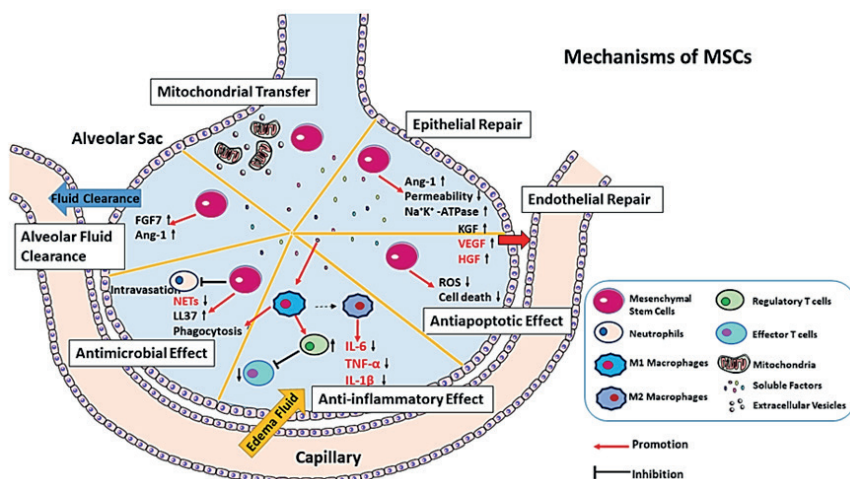 Mechanisms of MSCs
Mitochondrial Transfer
Epithelial Repair
Alveolar Sac
Ang-1 ↑
Permeability ↓
Na⁺K⁺ -ATPase ↑
Endothelial Repair
Fluid Clearance
FGF7 ↑
Ang-1 ↑
KGF ↑
VEGF ↑
HGF ↑
Alveolar Fluid
Clearance
Intravasation
NETs ↓
LL37 ↑
Phagocytosis
ROS ↓
Cell death ↓
Antimicrobial Effect
Antiapoptotic Effect
↑
IL-6 ↓
TNF-α ↓
IL-1β ↓
↓
Anti-inflammatory Effect
Edema Fluid
Capillary
Mesenchymal
Stem Cells
Regulatory T cells
Neutrophils
Effector T cells
M1 Macrophages
Mitochondria
M2 Macrophages
Soluble Factors
Extracellular Vesicles
Promotion
Inhibition